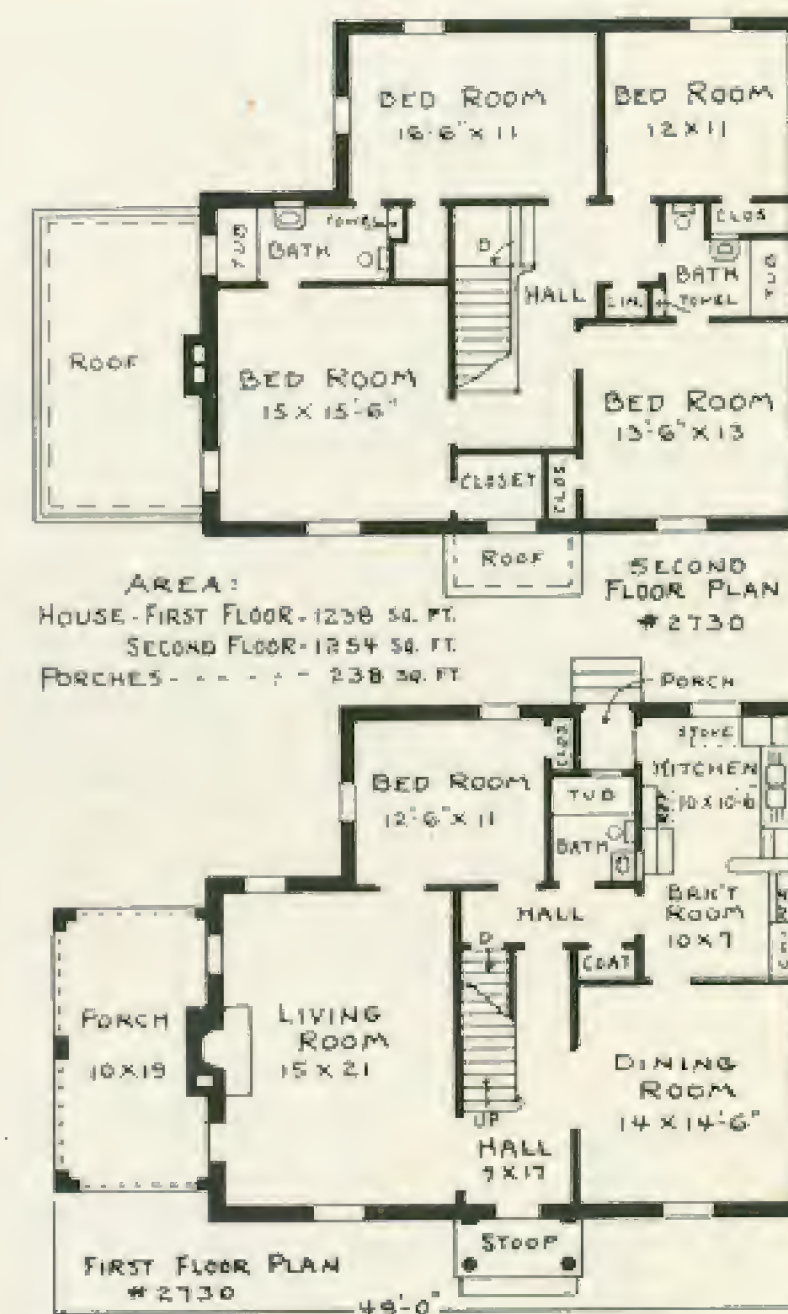 BED ROOM
16'-6" X 11
BED ROOM
12 X 11
TUB
BATH
TOWEL
D
HALL
LIN.
CLOS
BATH
TOWEL
TUB
ROOF
BED ROOM
15 X 15'-6"
BED ROOM
13'-6" X 13
CLOSET
CLOS
ROOF
SECOND
FLOOR PLAN
#2730
AREA:
HOUSE - FIRST FLOOR - 1238 SQ. FT.
SECOND FLOOR - 1254 SQ. FT.
PORCHES - - - - - 238 SQ. FT.
PORCH
BED ROOM
12'-6" X 11
CLOS
TUB
BATH
STOVE
KITCHEN
10 X 10'-6"
REF
HALL
BRK'T
ROOM
10 X 7
D
COAT
PORCH
10 X 19
LIVING
ROOM
15 X 21
UP
HALL
9 X 17
DINING
ROOM
14 X 14'-6"
STOOP
FIRST FLOOR PLAN
#2730
49'-0"